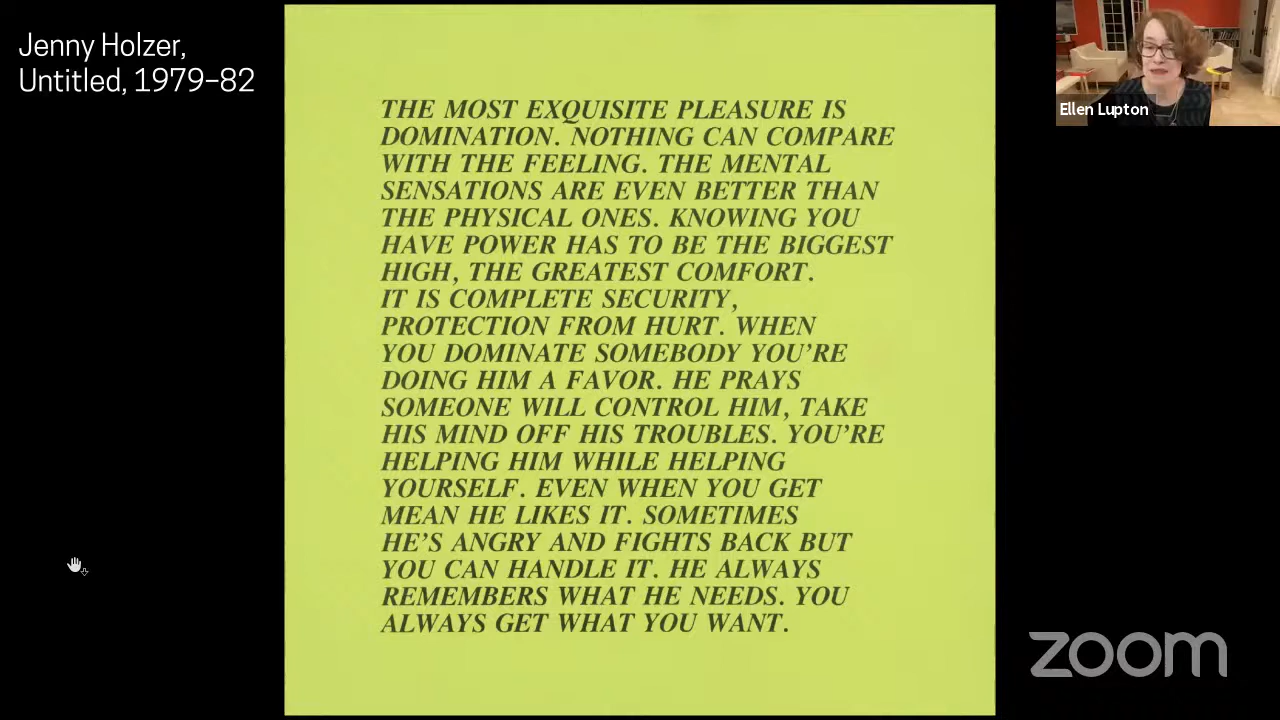 Jenny Holzer,
Untitled, 1979–82
THE MOST EXQUISITE PLEASURE IS
DOMINATION. NOTHING CAN COMPARE
WITH THE FEELING. THE MENTAL
SENSATIONS ARE EVEN BETTER THAN
THE PHYSICAL ONES. KNOWING YOU
HAVE POWER HAS TO BE THE BIGGEST
HIGH, THE GREATEST COMFORT.
IT IS COMPLETE SECURITY,
PROTECTION FROM HURT. WHEN
YOU DOMINATE SOMEBODY YOU’RE
DOING HIM A FAVOR. HE PRAYS
SOMEONE WILL CONTROL HIM, TAKE
HIS MIND OFF HIS TROUBLES. YOU’RE
HELPING HIM WHILE HELPING
YOURSELF. EVEN WHEN YOU GET
MEAN HE LIKES IT. SOMETIMES
HE’S ANGRY AND FIGHTS BACK BUT
YOU CAN HANDLE IT. HE ALWAYS
REMEMBERS WHAT HE NEEDS. YOU
ALWAYS GET WHAT YOU WANT.
Ellen Lupton
zoom